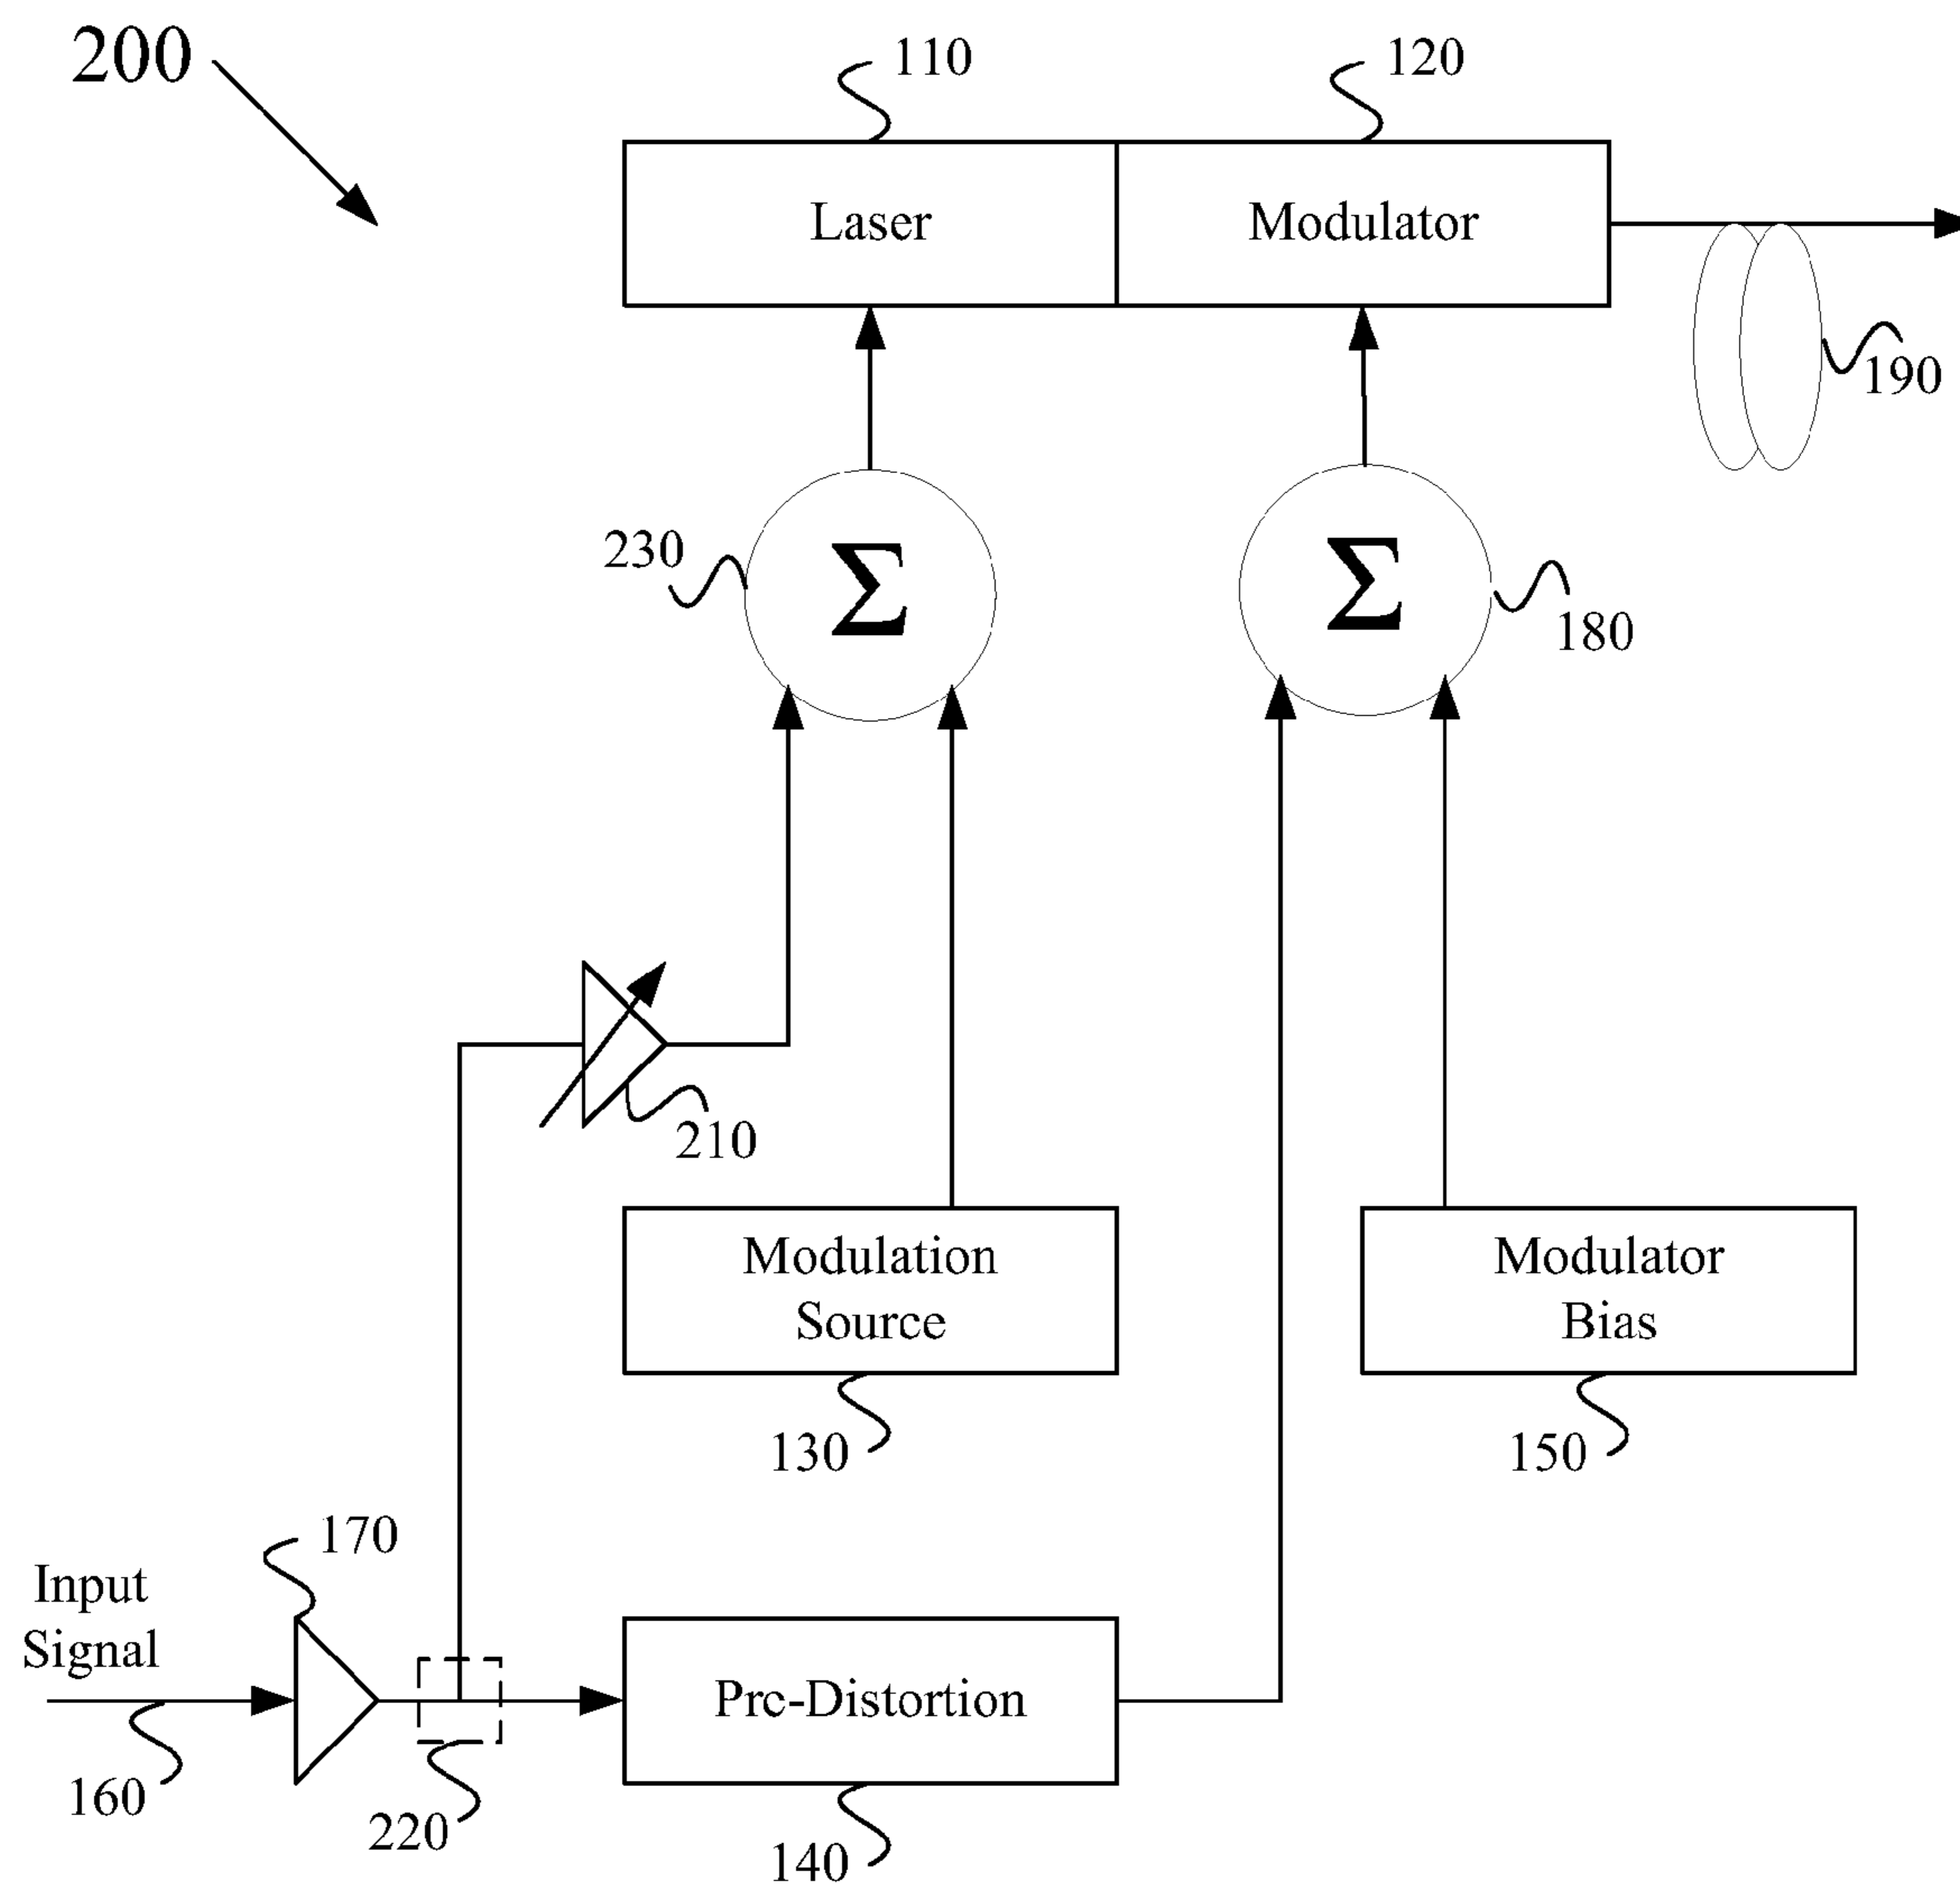 200
110
120
Laser
Modulator
190
230
Σ
Σ
180
210
Modulation
Source
Modulator
Bias
130
150
170
Input
Signal
Prc-Distortion
160
220
140